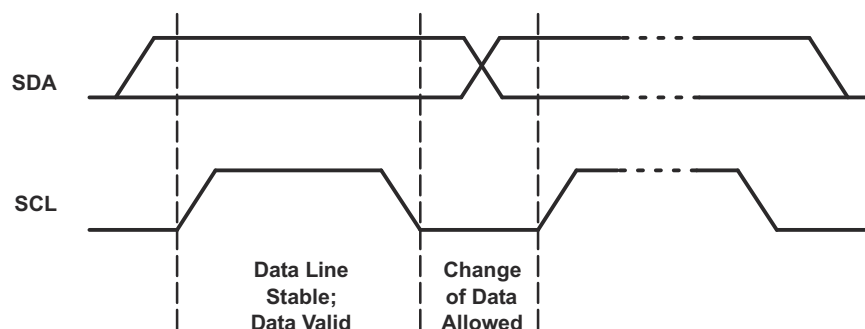 SDA
SCL
Data Line
Stable;
Data Valid
Change
of Data
Allowed